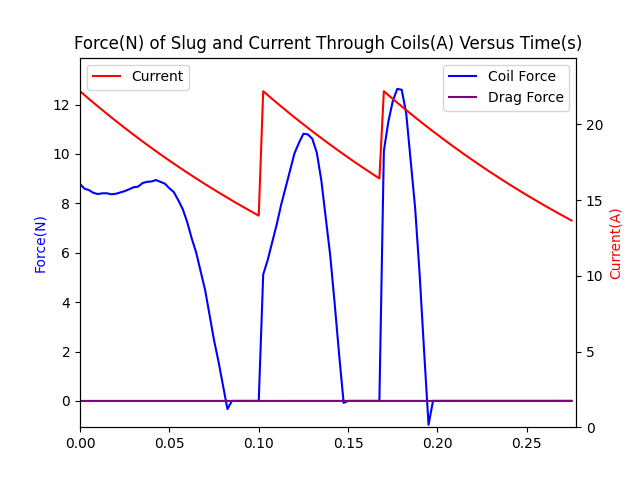 Force(N) of Slug and Current Through Coils(A) Versus Time(s)
Current
Coil Force
Drag Force
Force(N)
12
10
8
6
4
2
0
Current(A)
20
15
10
5
0
0.00 0.05 0.10 0.15 0.20 0.25